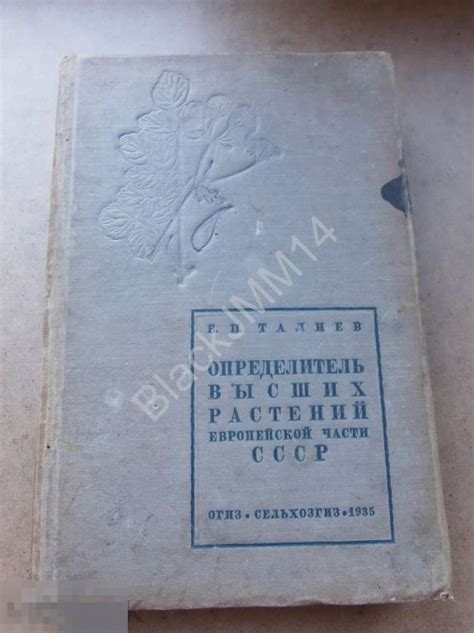 Р. В. ТАЛИЕВ
ОПРЕДЕЛИТЕЛЬ
ВЫСШИХ
РАСТЕНИЙ
ЕВРОПЕЙСКОЙ ЧАСТИ
СССР
ОГИЗ • СЕЛЬХОЗГИЗ • 1935
BlackJMM14